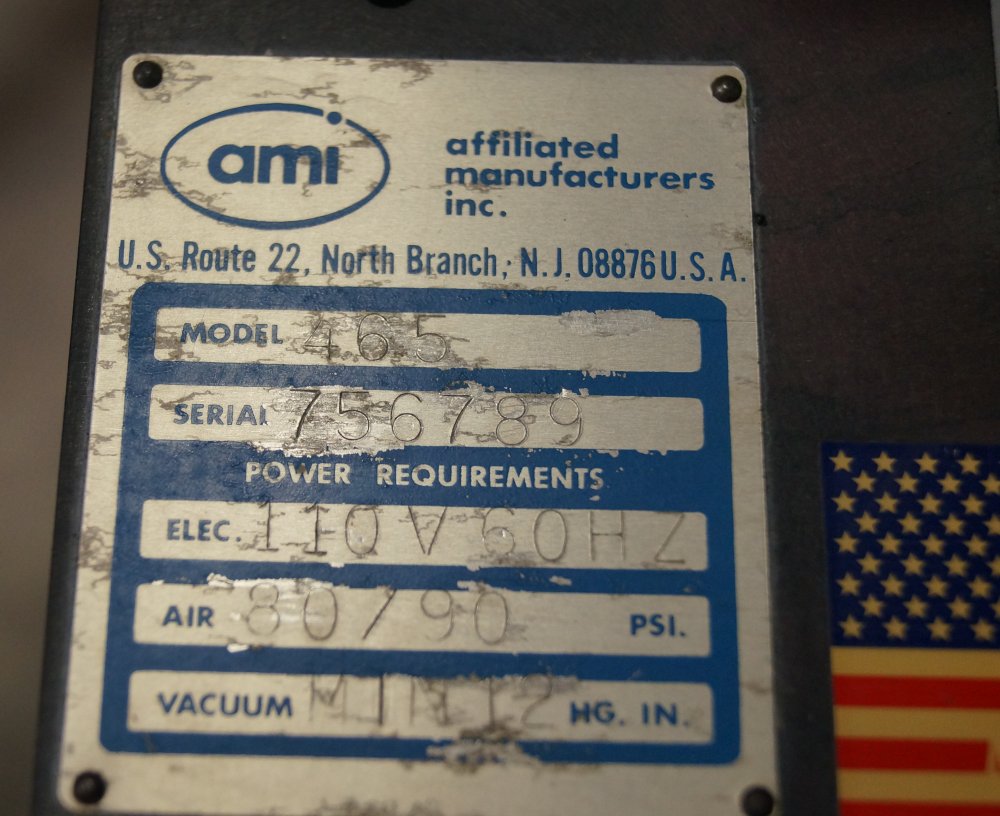 ami
affiliated
manufacturers
inc.
U.S. Route 22, North Branch, N.J. 08876 U.S.A.
MODEL 465
SERIAL 756789
POWER REQUIREMENTS
ELEC. 110V 60HZ
AIR 80/90 PSI.
VACUUM MIN 12 HG. IN.